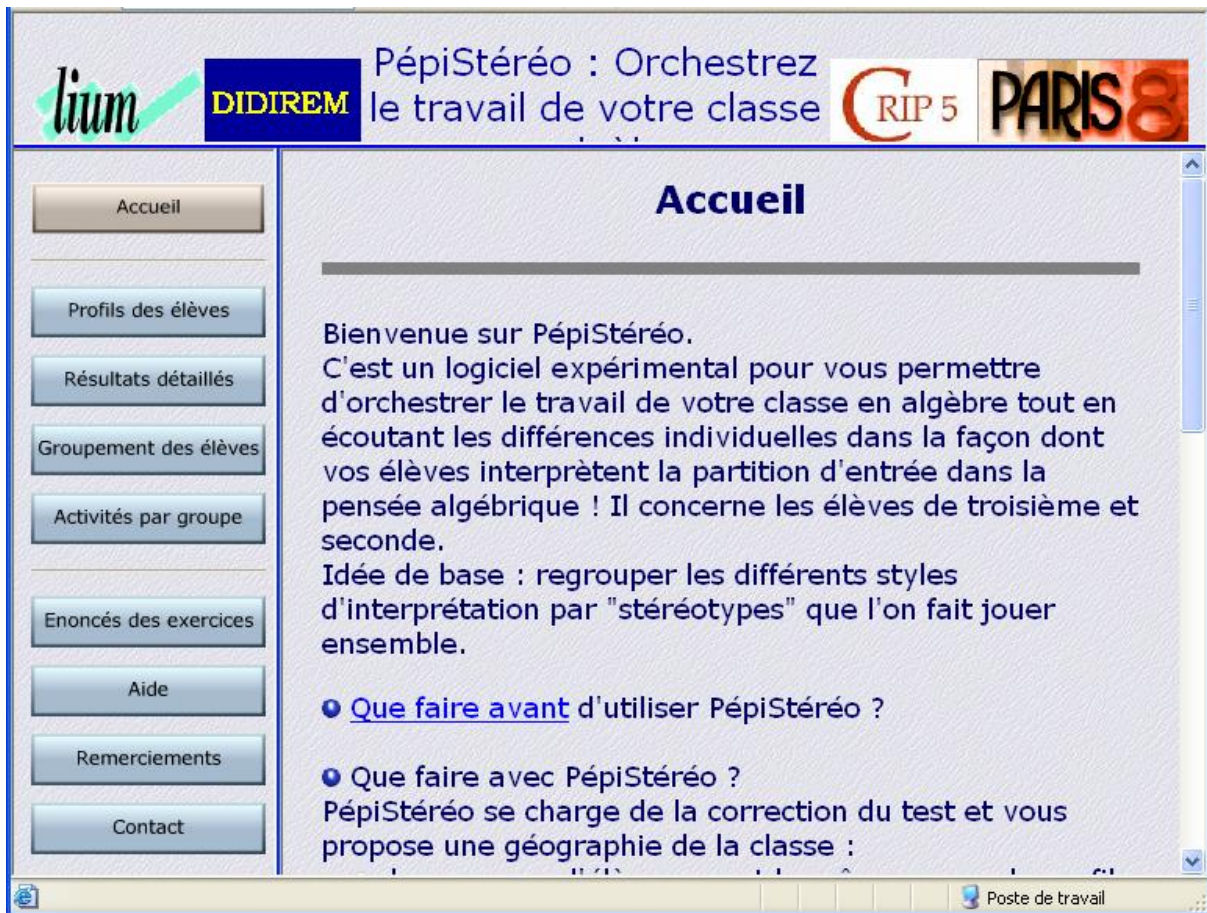 lium
DIDIREM
PépiStéréo : Orchestrez
le travail de votre classe
CRIP 5
PARIS 8
Accueil
Profils des élèves
Résultats détaillés
Groupement des élèves
Activités par groupe
Enoncés des exercices
Aide
Remerciements
Contact
Accueil
Bienvenue sur PépiStéréo.
C'est un logiciel expérimental pour vous permettre
d'orchestrer le travail de votre classe en algèbre tout en
écoutant les différences individuelles dans la façon dont
vos élèves interprètent la partition d'entrée dans la
pensée algébrique ! Il concerne les élèves de troisième et
seconde.
Idée de base : regrouper les différents styles
d'interprétation par "stéréotypes" que l'on fait jouer
ensemble.
Que faire avant d'utiliser PépiStéréo ?
Que faire avec PépiStéréo ?
PépiStéréo se charge de la correction du test et vous
propose une géographie de la classe :
Poste de travail